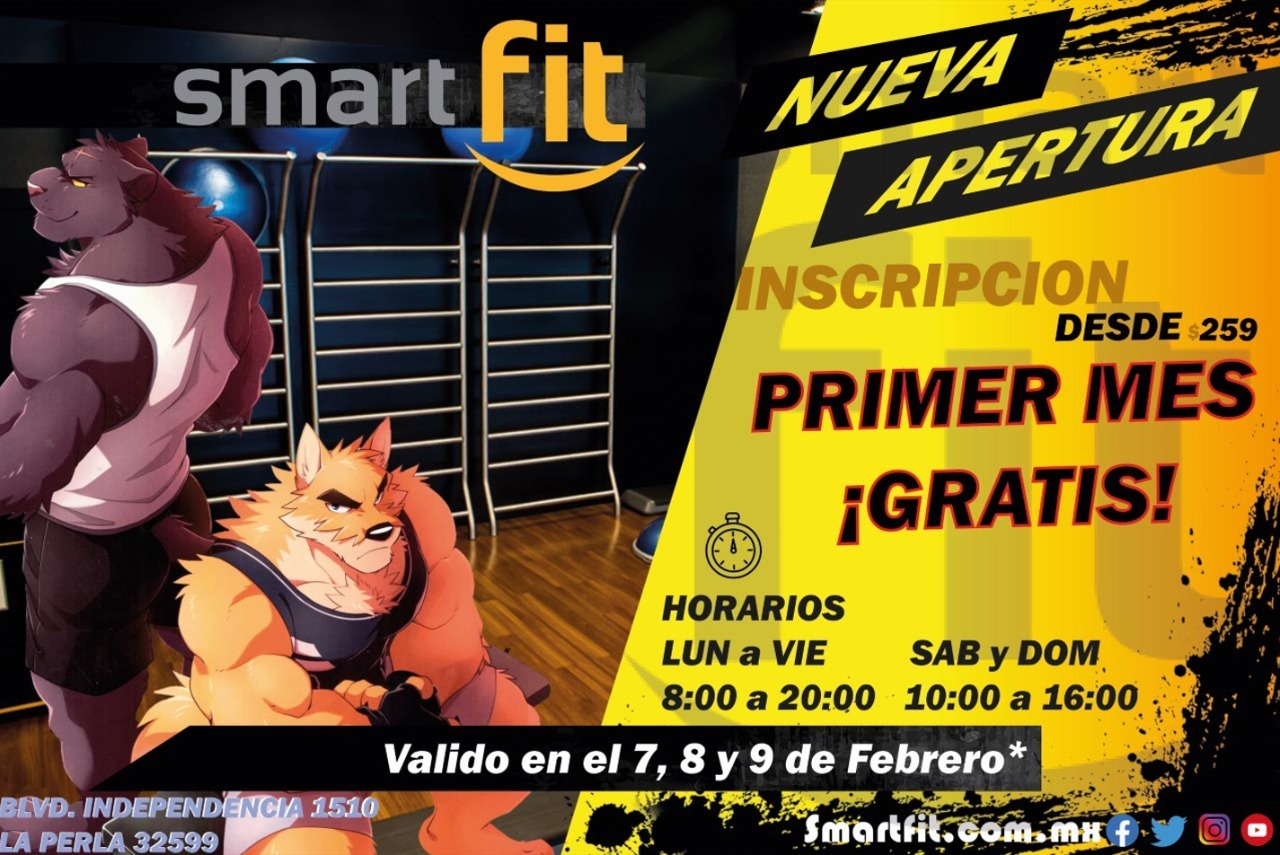 smart fit
NUEVA
APERTURA
INSCRIPCION
DESDE $259
PRIMER MES
¡GRATIS!
HORARIOS
LUN a VIE SAB y DOM
8:00 a 20:00 10:00 a 16:00
Valido en el 7, 8 y 9 de Febrero*
BLVD. INDEPENDENCIA 1510
LA PERLA 32599
Smartfit.com.mx